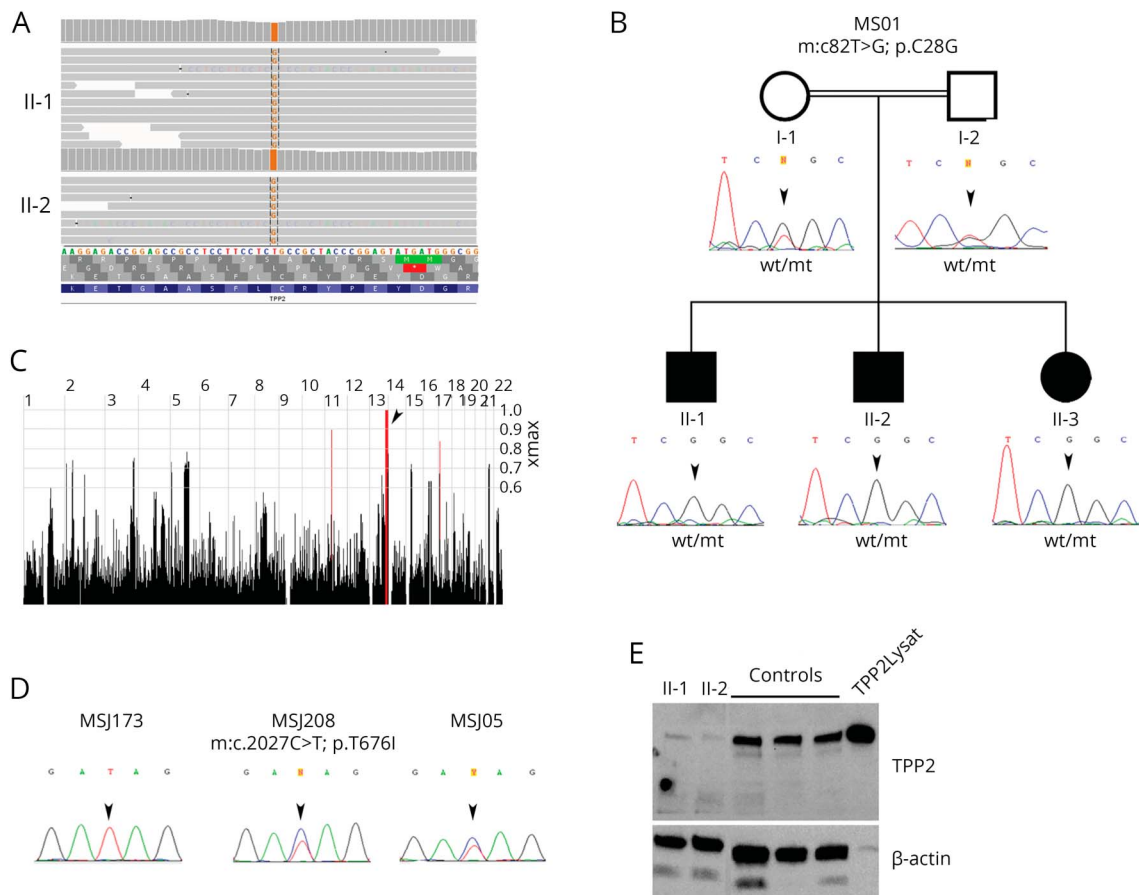 A
II-1
II-2
AAGGAGACCGGAGCCGCCTCCTTCCTCTGCCGCTACCCGGAGTATGATGGGCGG
K E T G A A S F L C R Y P E Y D G R
TPP2
B
MS01
m:c82T>G; p.C28G
I-1
I-2
T C N G C
T C N G C
wt/mt
wt/mt
II-1
II-2
II-3
T C G G C
T C G G C
T C G G C
wt/mt
wt/mt
wt/mt
C
2 4 6 8 10 12 14 16 18 20 22
1 3 5 7 9 11 13 15 17 19 21
1.0
0.9
0.8
0.7
0.6
xmax
D
MSJ173
MSJ208
MSJ05
m:c.2027C>T; p.T676I
G A T A G
G A N A G
G A Y A G
E
II-1
II-2
Controls
TPP2Lysat
TPP2
β-actin